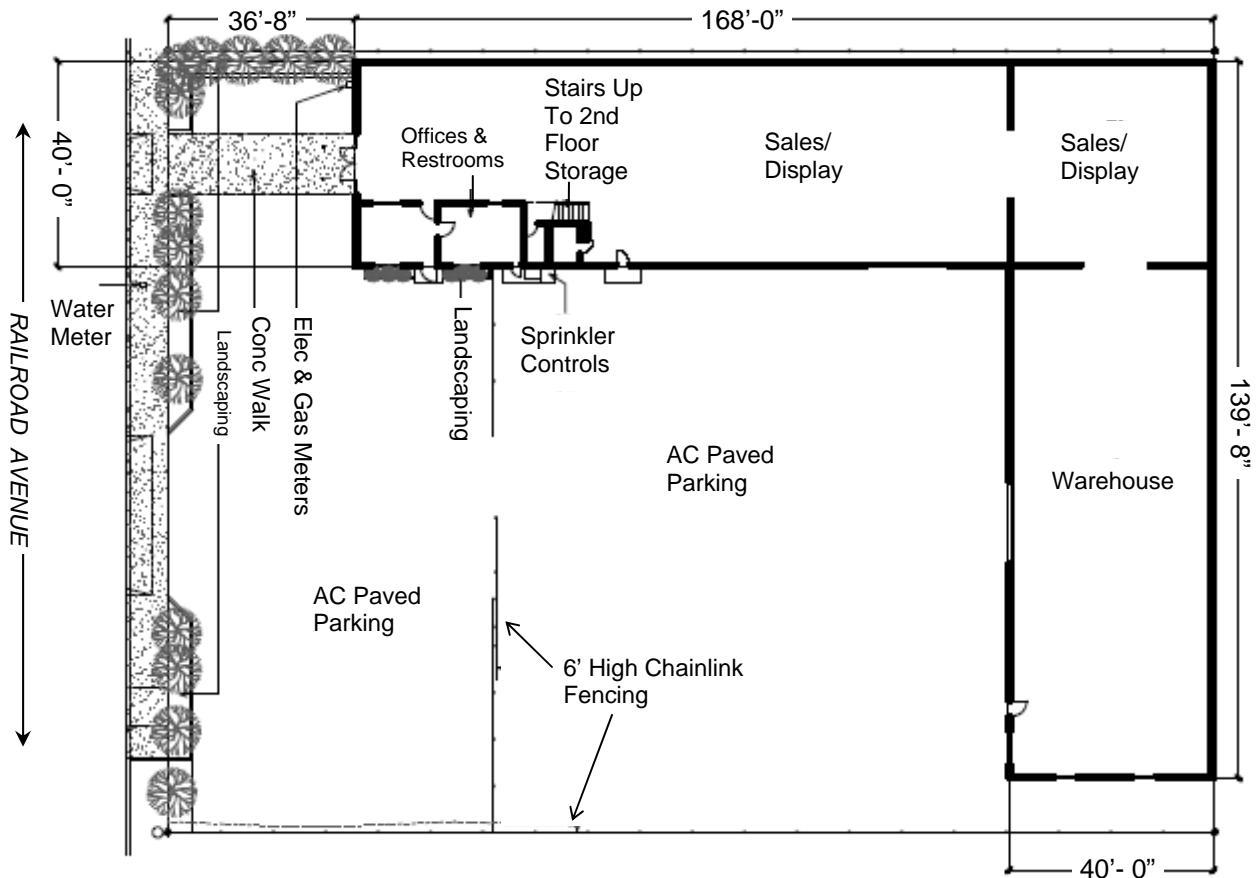 36’-8”
168’-0”
Stairs Up
To 2nd
Floor
Storage
Offices &
Restrooms
Sales/
Display
Sales/
Display
40’- 0”
Water
Meter
RAILROAD AVENUE
Landscaping
Conc Walk
Elec & Gas Meters
Landscaping
Sprinkler
Controls
139’- 8”
AC Paved
Parking
Warehouse
AC Paved
Parking
6’ High Chainlink
Fencing
40’- 0”